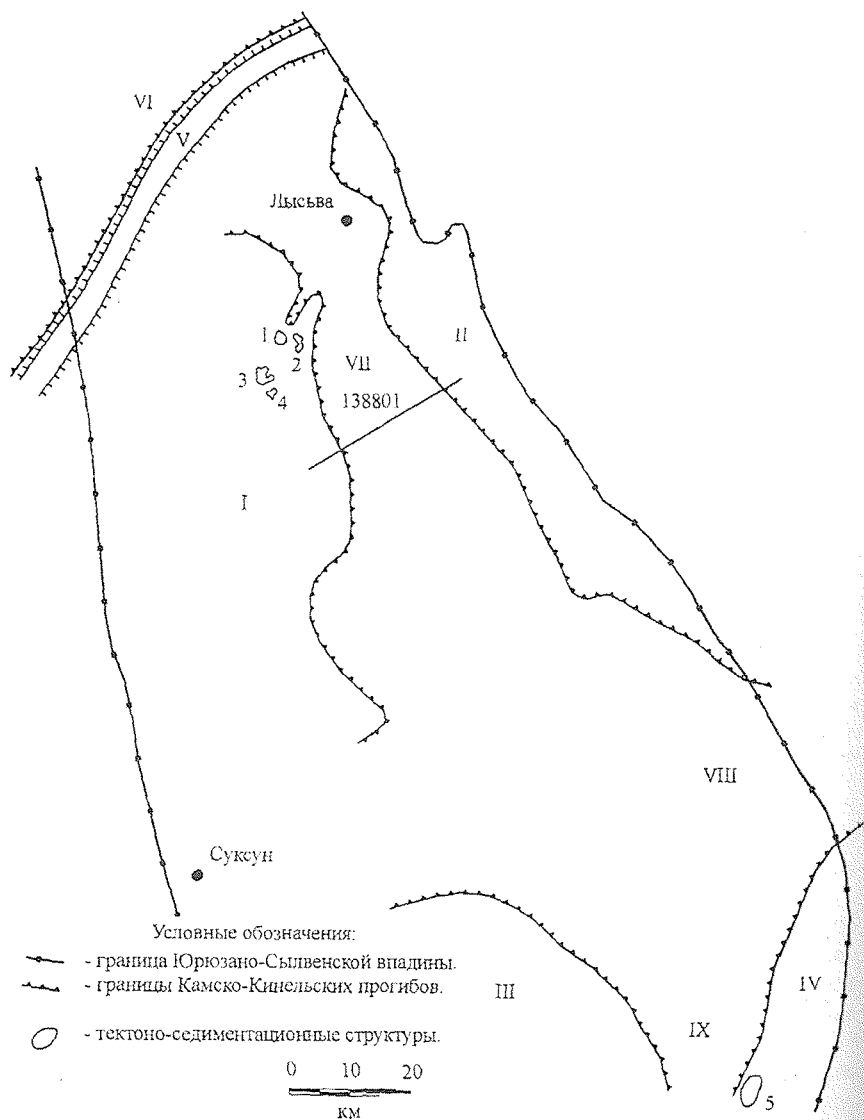 VI
V
Лысьва
II
1
2
VII
3
4
138801
I
VIII
Суксун
Условные обозначения:
- граница Юрюзано-Сылвенской впадины.
- границы Камско-Кинельских прогибов.
III
IV
- тектоно-седиментационные структуры.
IX
0 10 20
км
5